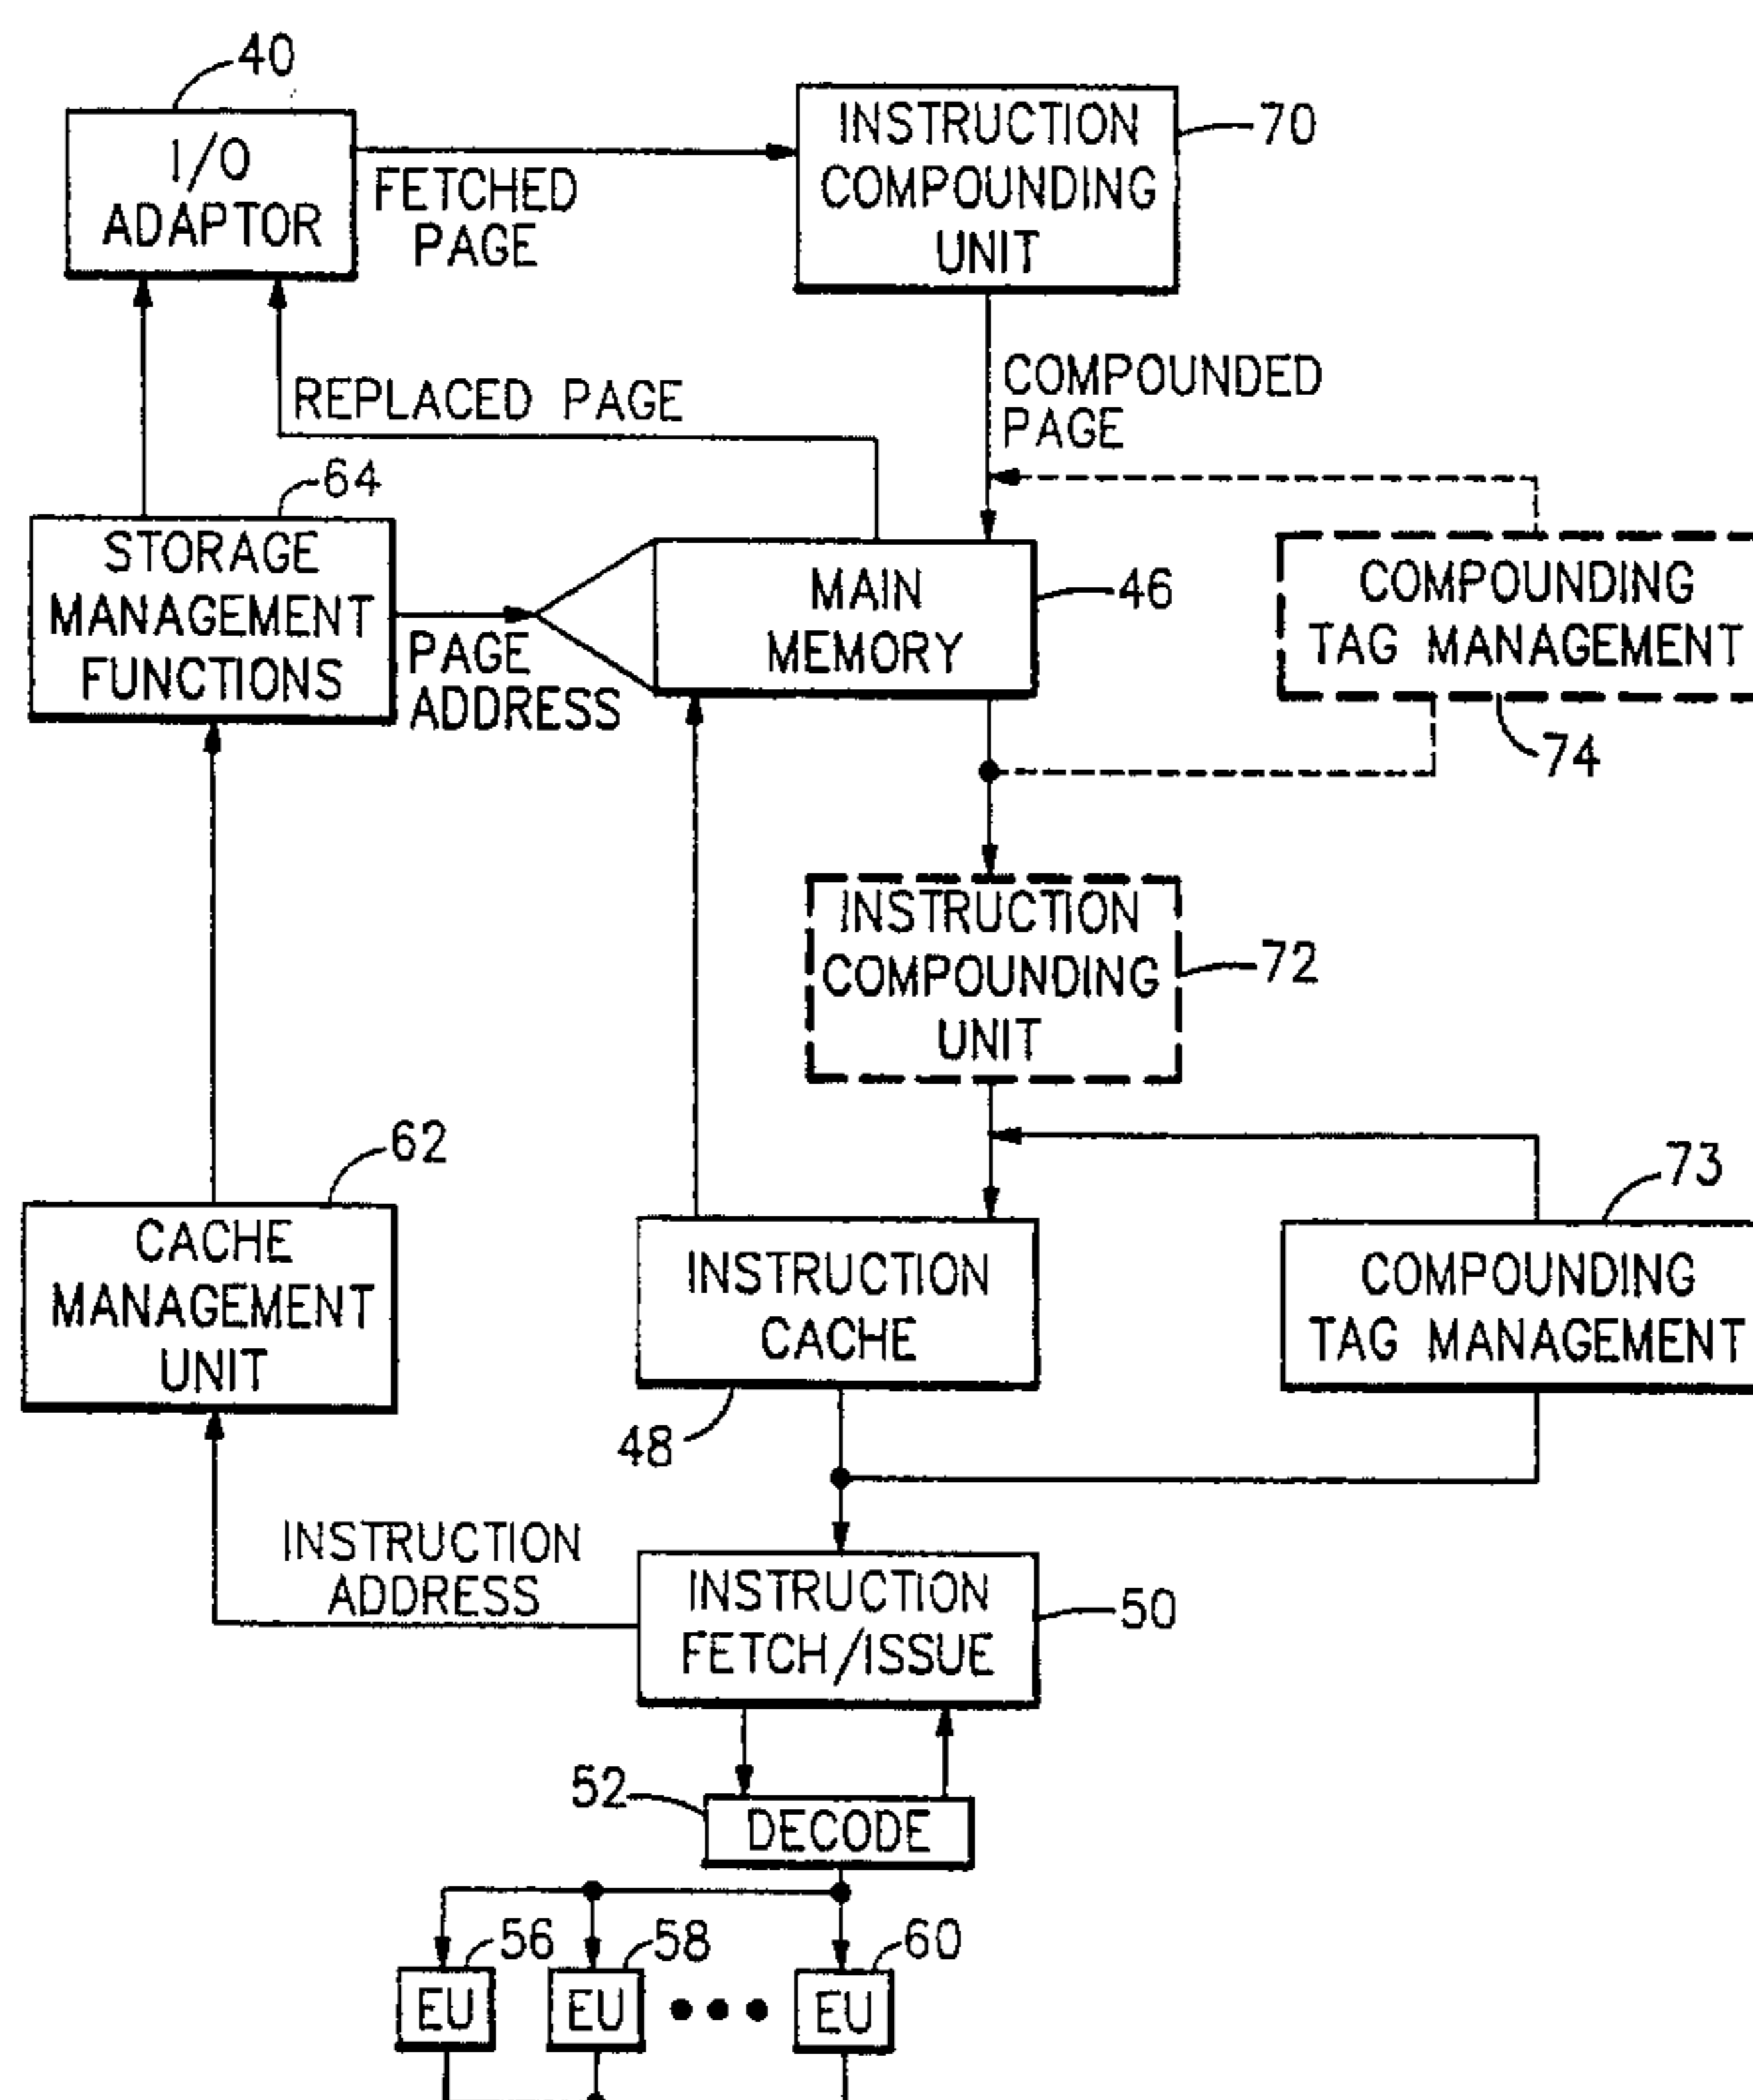 40
I/O
ADAPTOR
FETCHED
PAGE
INSTRUCTION
COMPOUNDING
UNIT
70
REPLACED PAGE
COMPOUNDED
PAGE
64
STORAGE
MANAGEMENT
FUNCTIONS
PAGE
ADDRESS
MAIN
MEMORY
46
COMPOUNDING
TAG MANAGEMENT
74
INSTRUCTION
COMPOUNDING
UNIT
72
62
CACHE
MANAGEMENT
UNIT
INSTRUCTION
CACHE
48
73
COMPOUNDING
TAG MANAGEMENT
INSTRUCTION
ADDRESS
INSTRUCTION
FETCH/ISSUE
50
52
DECODE
56
58
60
EU
EU
EU